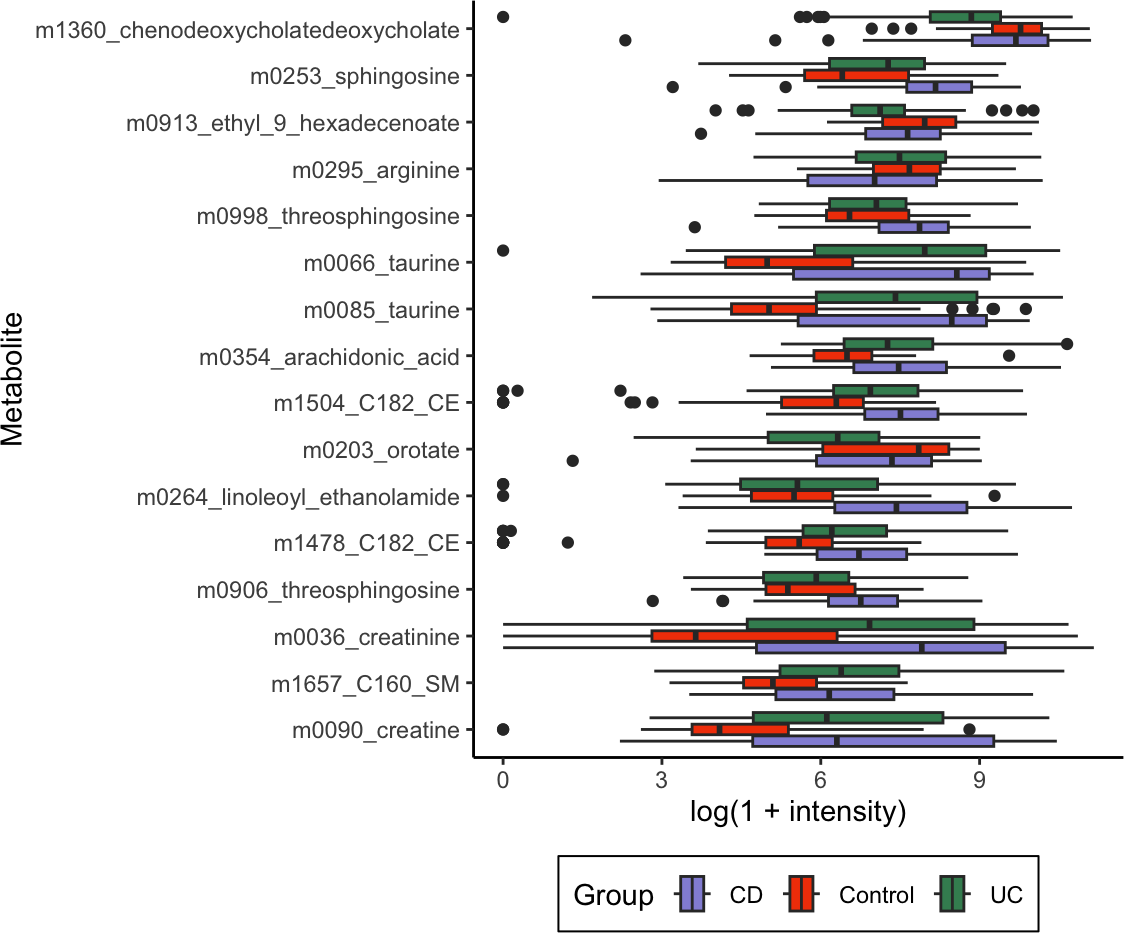 m1360_chenodeoxycholatedeoxycholate
m0253_sphingosine
m0913_ethyl_9_hexadecenoate
m0295_arginine
m0998_threosphingosine
m0066_taurine
m0085_taurine
m0354_arachidonic_acid
m1504_C182_CE
m0203_orotate
m0264_linoleoyl_ethanolamide
m1478_C182_CE
m0906_threosphingosine
m0036_creatinine
m1657_C160_SM
m0090_creatine
Metabolite
0 3 6 9
log(1 + intensity)
Group CD Control UC